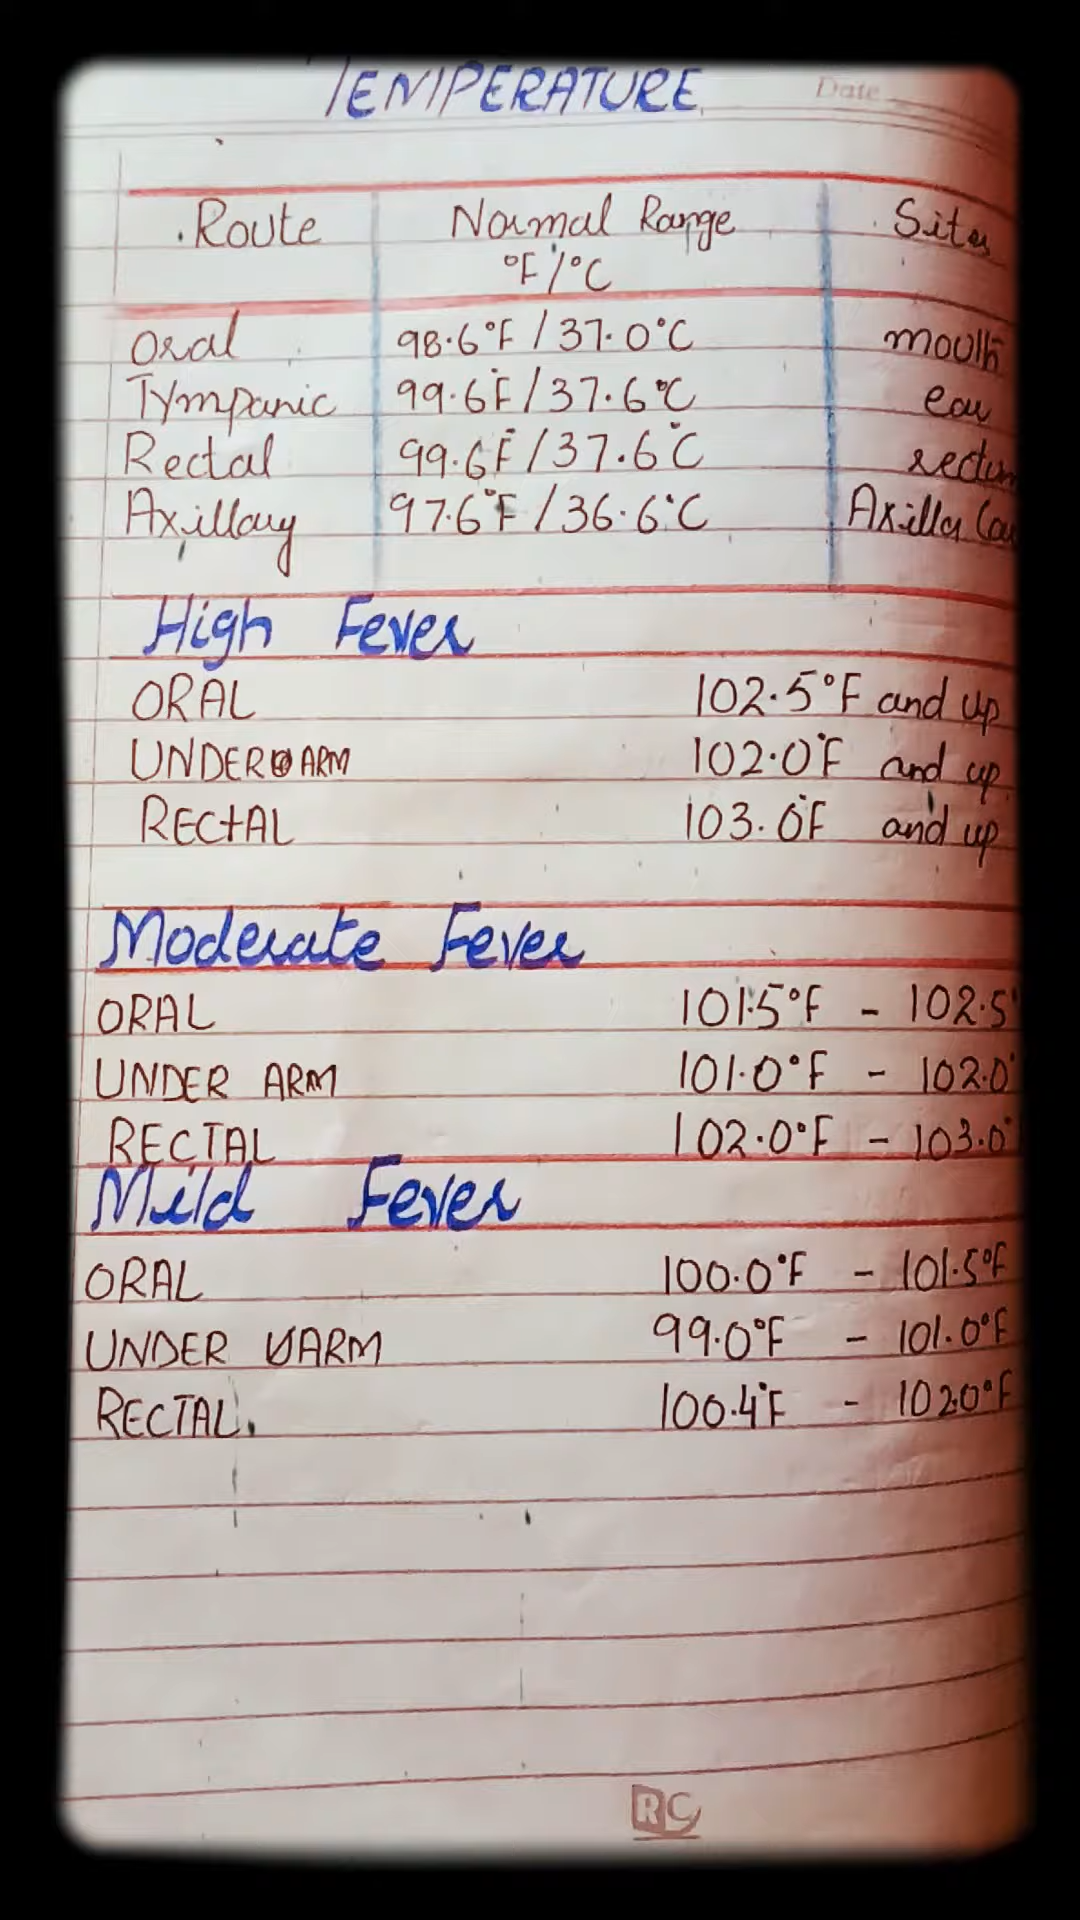 TEMPERATURE
Date
Route Normal Range Sites
°F/°C
Oral 98.6°F / 37.0°C mouth
Tympanic 99.6°F / 37.6°C ear
Rectal 99.6°F / 37.6°C
Axillary 97.6°F / 36.6°C Axilla
High Fever
ORAL 102.5°F and up
UNDER ARM 102.0°F and up
RECTAL 103.0°F and up
Moderate Fever
ORAL 101.5°F - 102.5°
UNDER ARM 101.0°F - 102.0°
RECTAL 102.0°F - 103.0°
Mild Fever
ORAL 100.0°F - 101.5°F
UNDER ARM 99.0°F - 101.0°F
RECTAL. 100.4°F - 102.0°F
RC